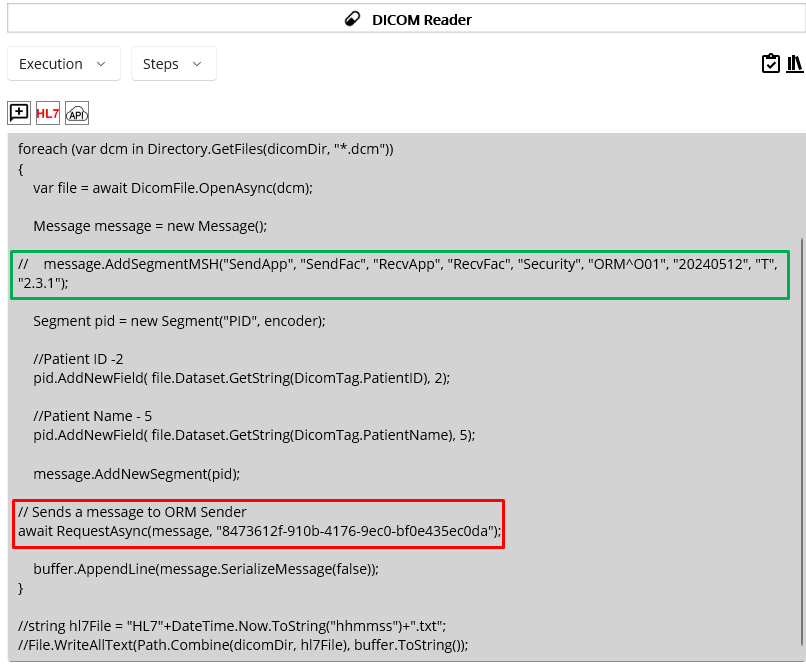 DICOM Reader
Execution
Steps
HL7
API
foreach (var dcm in Directory.GetFiles(dicomDir, "*.dcm"))
{
var file = await DicomFile.OpenAsync(dcm);
Message message = new Message();
//    message.AddSegmentMSH("SendApp", "SendFac", "RecvApp", "RecvFac", "Security", "ORM^O01", "20240512", "T",
"2.3.1");
Segment pid = new Segment("PID", encoder);
//Patient ID -2
pid.AddNewField( file.Dataset.GetString(DicomTag.PatientID), 2);
//Patient Name - 5
pid.AddNewField( file.Dataset.GetString(DicomTag.PatientName), 5);
message.AddNewSegment(pid);
// Sends a message to ORM Sender
await RequestAsync(message, "8473612f-910b-4176-9ec0-bf0e435ec0da");
buffer.AppendLine(message.SerializeMessage(false));
}
//string hl7File = "HL7"+DateTime.Now.ToString("hhmmss")+".txt";
//File.WriteAllText(Path.Combine(dicomDir, hl7File), buffer.ToString());